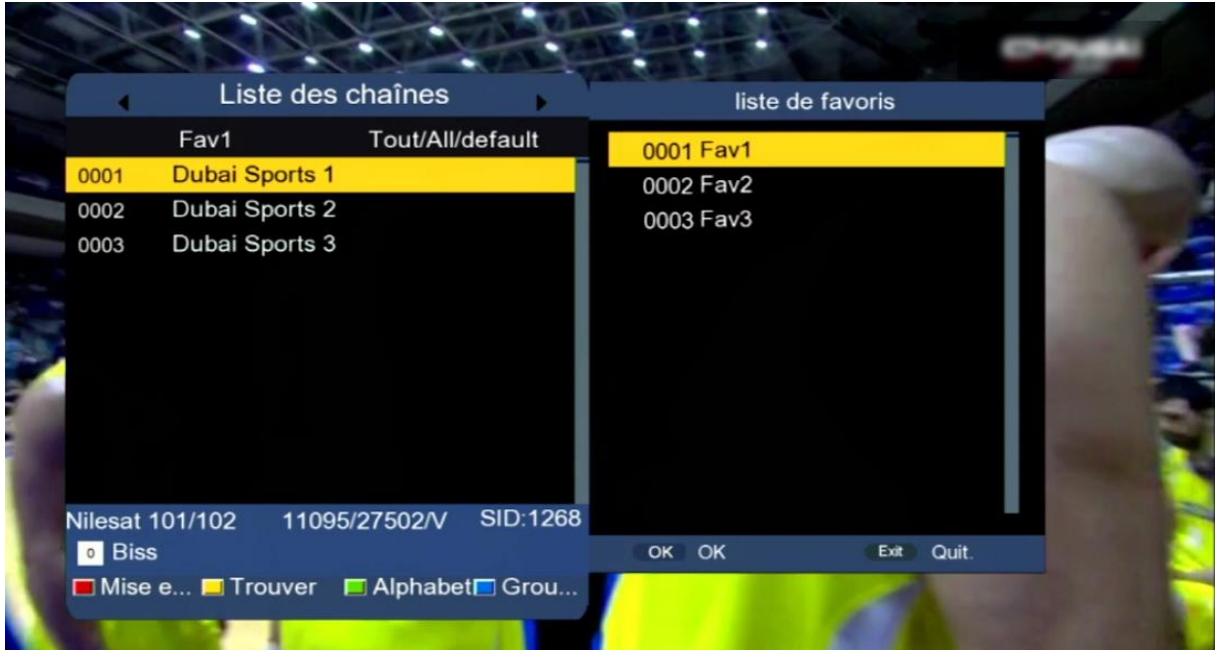 Liste des chaînes
Fav1 Tout/All/default
0001 Dubai Sports 1
0002 Dubai Sports 2
0003 Dubai Sports 3
Nilesat 101/102 11095/27502/V SID:1268
0 Biss
Mise e... Trouver Alphabet Grou...
liste de favoris
0001 Fav1
0002 Fav2
0003 Fav3
OK OK Exit Quit.